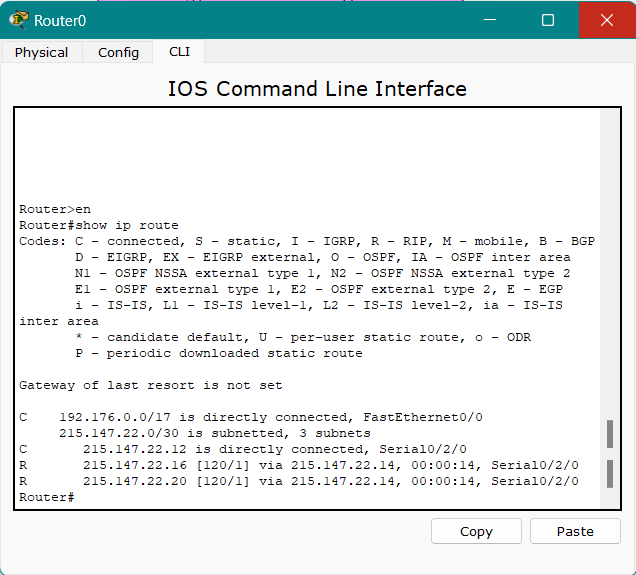 Router0
Physical Config CLI
IOS Command Line Interface
Router>en
Router#show ip route
Codes: C - connected, S - static, I - IGRP, R - RIP, M - mobile, B - BGP
       D - EIGRP, EX - EIGRP external, O - OSPF, IA - OSPF inter area
       N1 - OSPF NSSA external type 1, N2 - OSPF NSSA external type 2
       E1 - OSPF external type 1, E2 - OSPF external type 2, E - EGP
       i - IS-IS, L1 - IS-IS level-1, L2 - IS-IS level-2, ia - IS-IS
inter area
       * - candidate default, U - per-user static route, o - ODR
       P - periodic downloaded static route
Gateway of last resort is not set
C    192.176.0.0/17 is directly connected, FastEthernet0/0
     215.147.22.0/30 is subnetted, 3 subnets
C       215.147.22.12 is directly connected, Serial0/2/0
R       215.147.22.16 [120/1] via 215.147.22.14, 00:00:14, Serial0/2/0
R       215.147.22.20 [120/1] via 215.147.22.14, 00:00:14, Serial0/2/0
Router#
Copy Paste